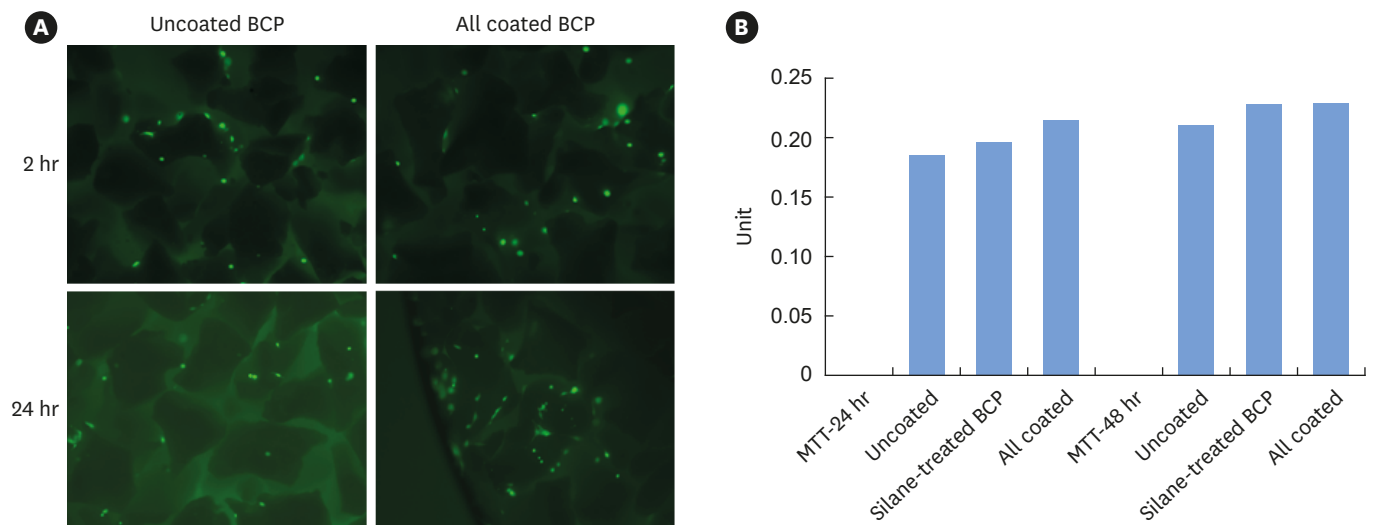 A
Uncoated BCP
All coated BCP
2 hr
24 hr
B
Unit
0.25
0.20
0.15
0.10
0.05
0
MTT-24 hr
Uncoated
Silane-treated BCP
All coated
MTT-48 hr
Uncoated
Silane-treated BCP
All coated